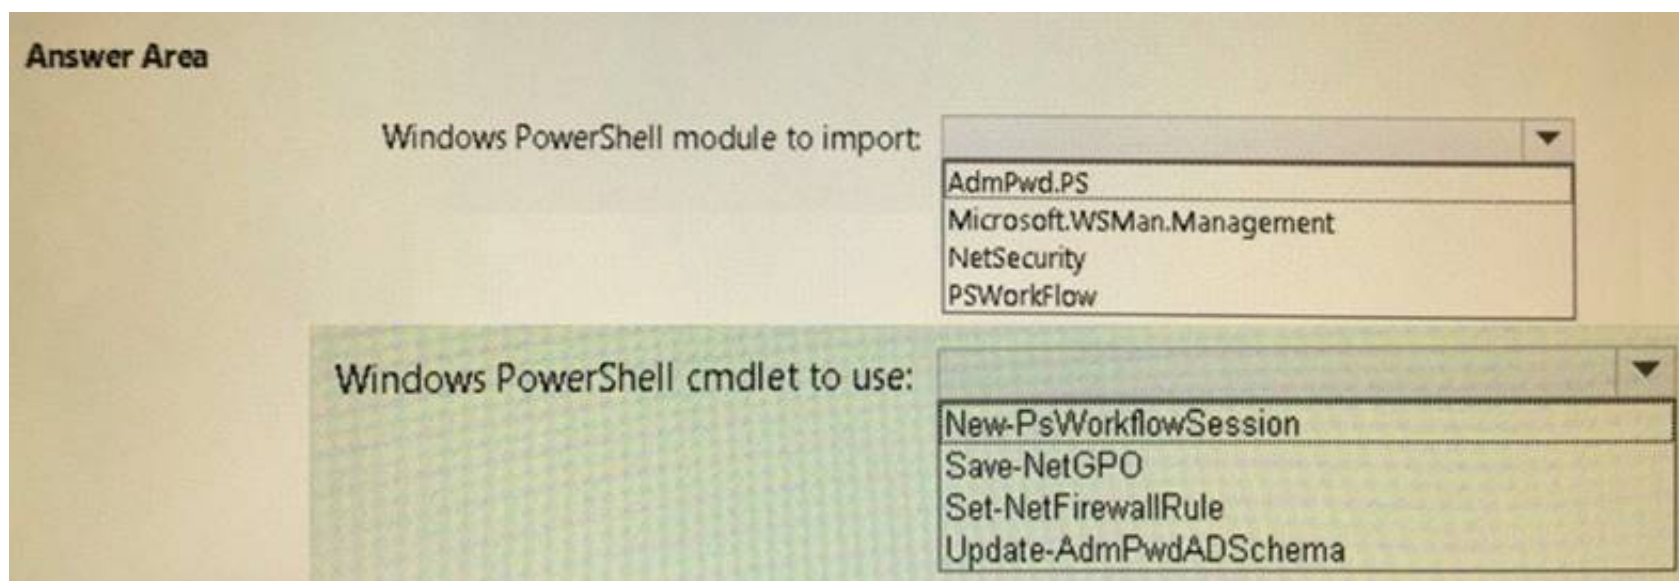 Answer Area
Windows PowerShell module to import:
AdmPwd.PS
Microsoft.WSMan.Management
NetSecurity
PSWorkFlow
Windows PowerShell cmdlet to use:
New-PsWorkflowSession
Save-NetGPO
Set-NetFirewallRule
Update-AdmPwdADSchema